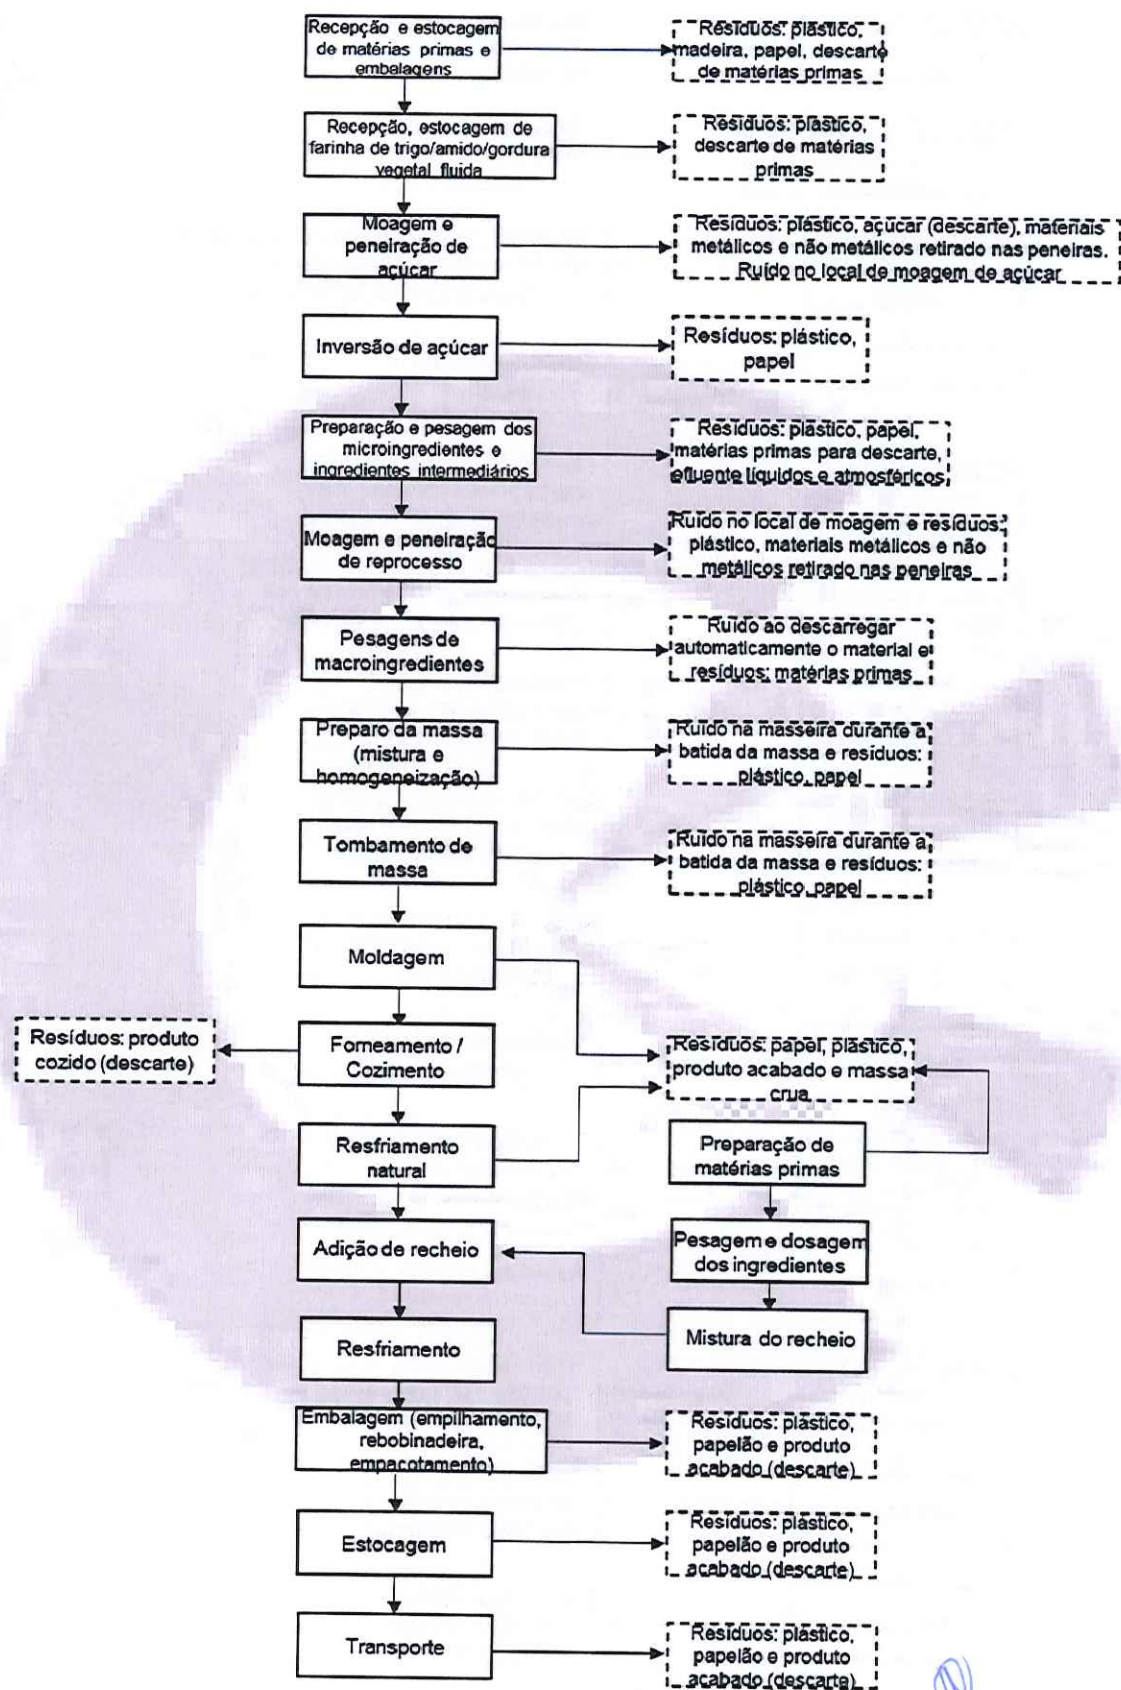 Recepção e estocagem
de matérias primas e
embalagens
Resíduos: plástico,
madeira, papel, descarte
de matérias primas
Recepção, estocagem de
farinha de trigo/amido/gordura
vegetal fluida
Resíduos: plástico,
descarte de matérias
primas
Moagem e
peneiração de
açúcar
Resíduos: plástico, açúcar (descarte), materiais
metálicos e não metálicos retirado nas peneiras.
Ruído no local de moagem de açúcar
Inversão de açúcar
Resíduos: plástico,
papel
Preparação e pesagem dos
microingredientes e
ingredientes intermediários
Resíduos: plástico, papel,
matérias primas para descarte,
efluente líquidos e atmosféricos
Moagem e peneiração
de reprocesso
Ruído no local de moagem e resíduos:
plástico, materiais metálicos e não
metálicos retirado nas peneiras
Pesagens de
macroingredientes
Ruído ao descarregar
automaticamente o material e
resíduos: matérias primas
Preparo da massa
(mistura e
homogeneização)
Ruído na masseira durante a
batida da massa e resíduos:
plástico, papel
Tombamento de
massa
Ruído na masseira durante a
batida da massa e resíduos:
plástico, papel
Moldagem
Resíduos: produto
cozido (descarte)
Forneamento /
Cozimento
Resíduos: papel, plástico,
produto acabado e massa
crua
Resfriamento
natural
Preparação de
matérias primas
Adição de recheio
Pesagem e dosagem
dos ingredientes
Resfriamento
Mistura do recheio
Embalagem (empilhamento,
rebobinadeira,
empacotamento)
Resíduos: plástico,
papelão e produto
acabado (descarte)
Estocagem
Resíduos: plástico,
papelão e produto
acabado (descarte)
Transporte
Resíduos: plástico,
papelão e produto
acabado (descarte)